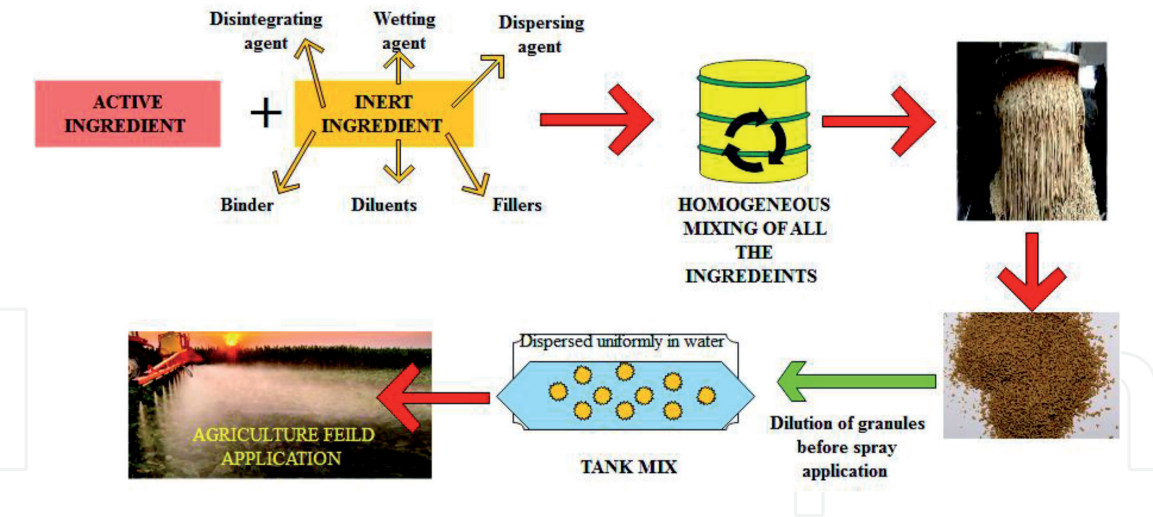 Disintegrating
agent
Wetting
agent
Dispersing
agent
ACTIVE
INGREDIENT
+
INERT
INGREDIENT
Binder
Diluents
Fillers
HOMOGENEOUS
MIXING OF ALL
THE
INGREDEINTS
Dispersed uniformly in water
TANK MIX
Dilution of granules
before spray
application
AGRICULTURE FEILD
APPLICATION